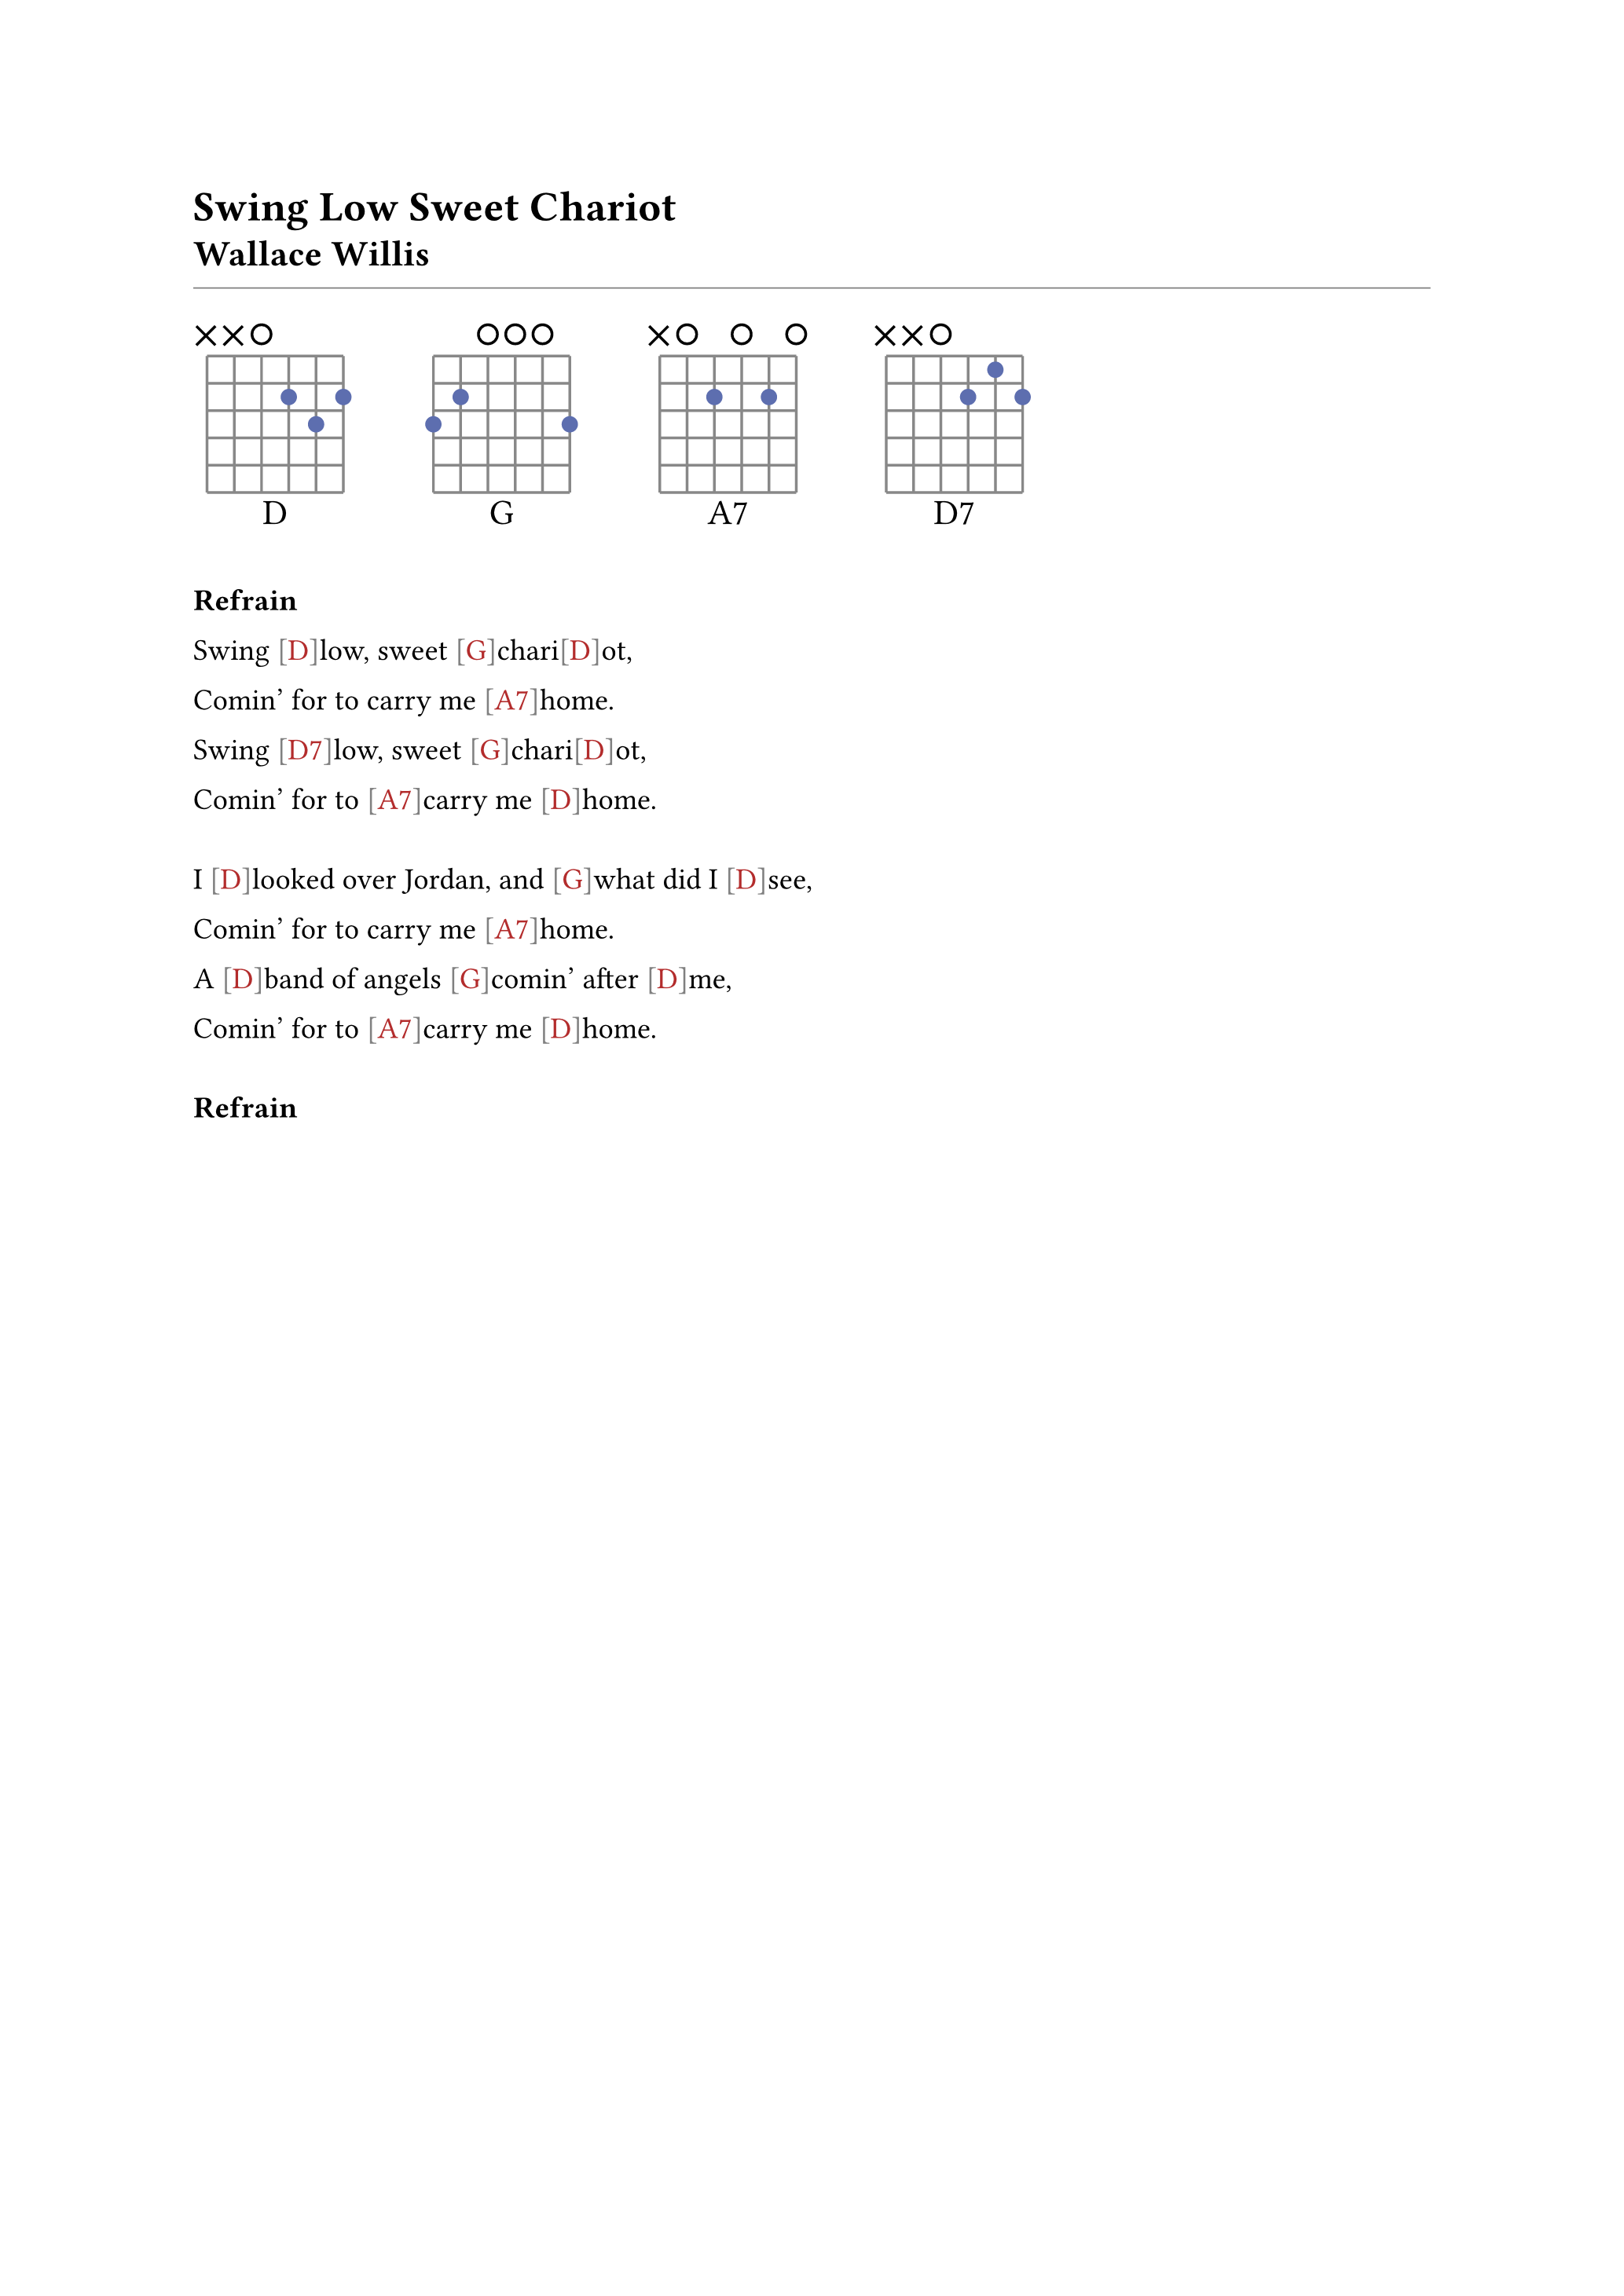 Swing Low Sweet Chariot
Wallace Willis
D G A7 D7
Refrain
Swing [D]low, sweet [G]chari[D]ot,
Comin’ for to carry me [A7]home.
Swing [D7]low, sweet [G]chari[D]ot,
Comin’ for to [A7]carry me [D]home.
I [D]looked over Jordan, and [G]what did I [D]see,
Comin’ for to carry me [A7]home.
A [D]band of angels [G]comin’ after [D]me,
Comin’ for to [A7]carry me [D]home.
Refrain